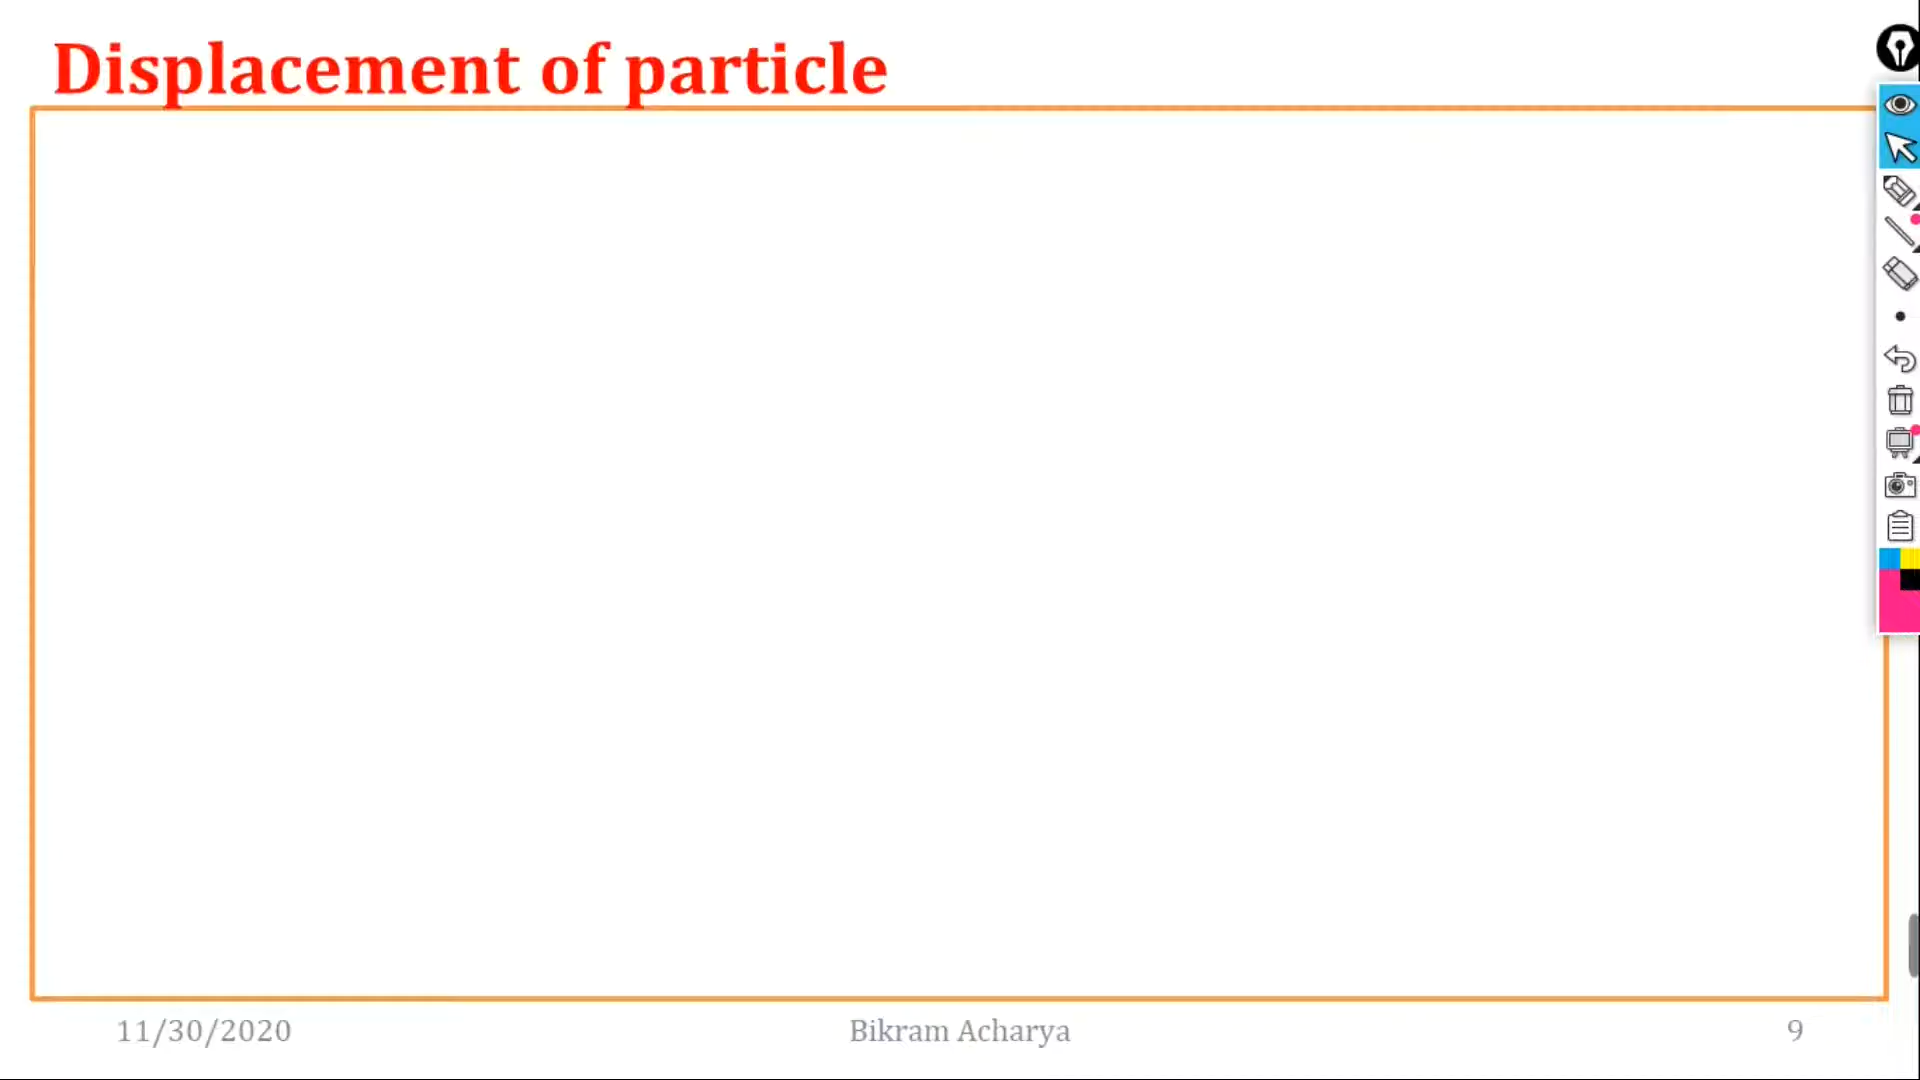 Displacement of particle
11/30/2020
Bikram Acharya
9